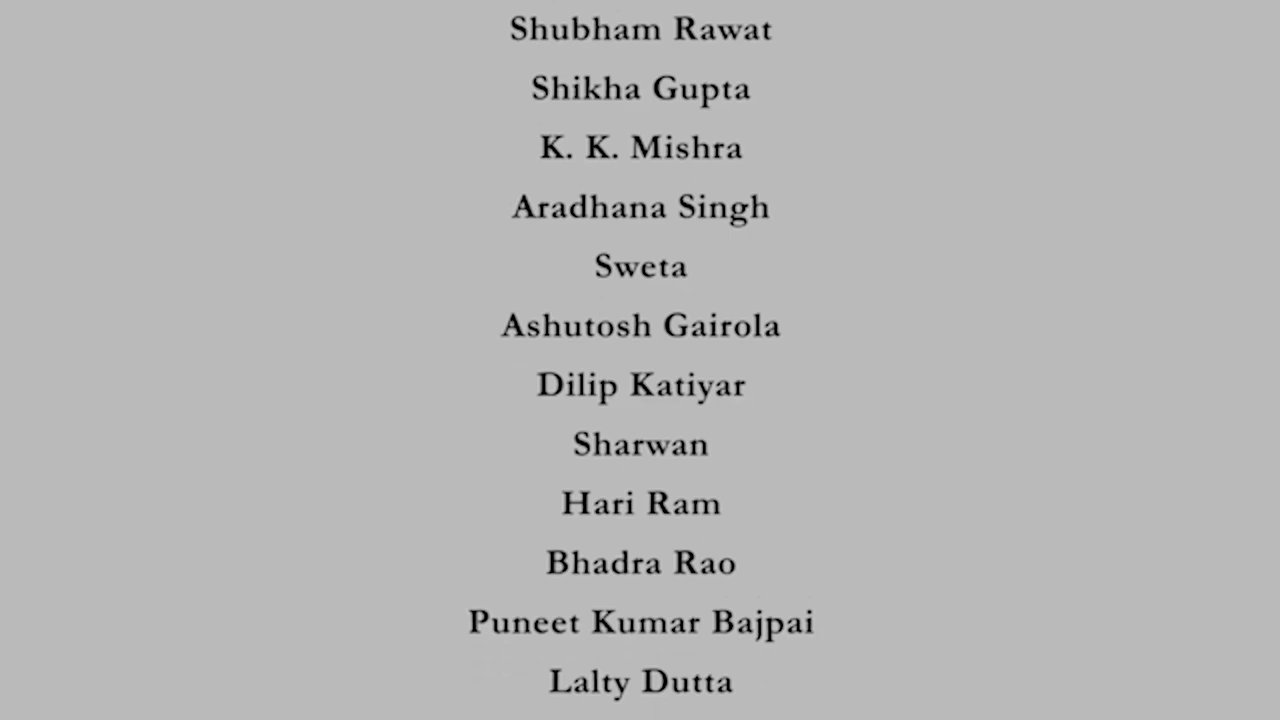 Shubham Rawat
Shikha Gupta
K. K. Mishra
Aradhana Singh
Sweta
Ashutosh Gairola
Dilip Katiyar
Sharwan
Hari Ram
Bhadra Rao
Puneet Kumar Bajpai
Lalty Dutta